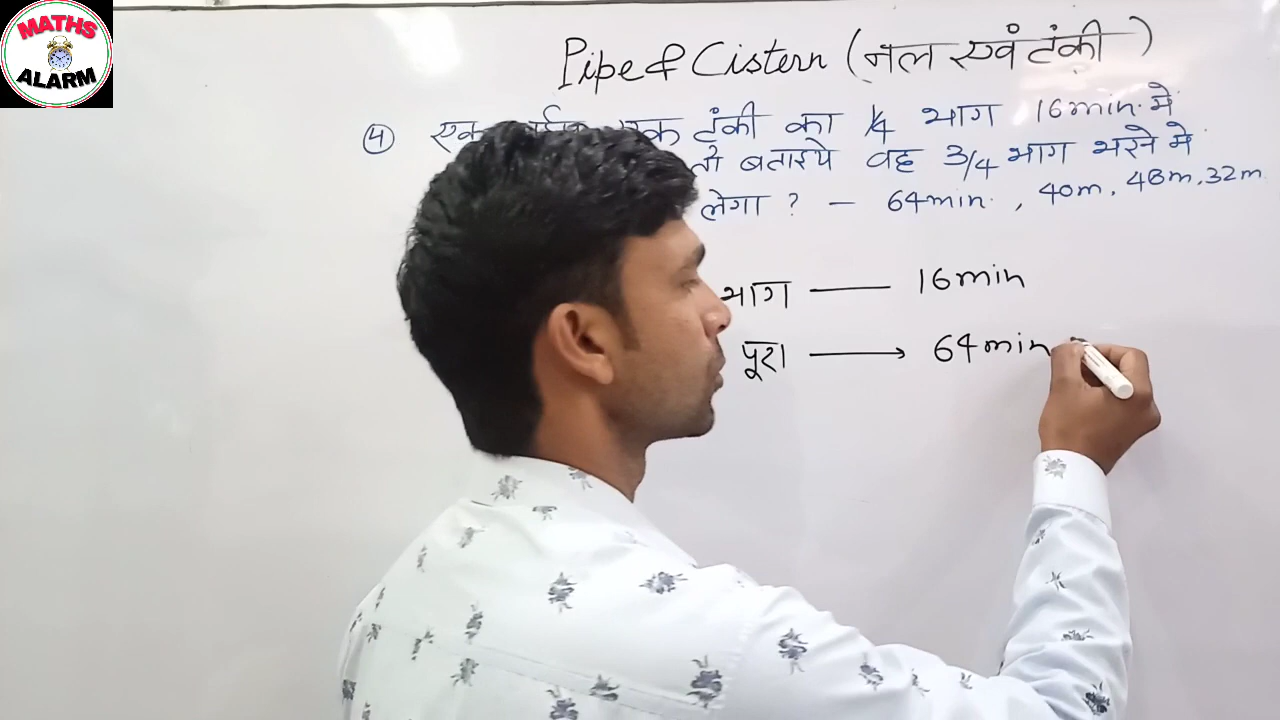 MATHS
ALARM
Pipe & Cistern (नल एवं टंकी)
④ एक एक टंकी का 1/4 भाग 16min. में
तो बताइये वह 3/4 भाग भरने में
लेगा ? — 64min. , 40m, 48m, 32m
भाग —— 16min
पूरा ——→ 64min